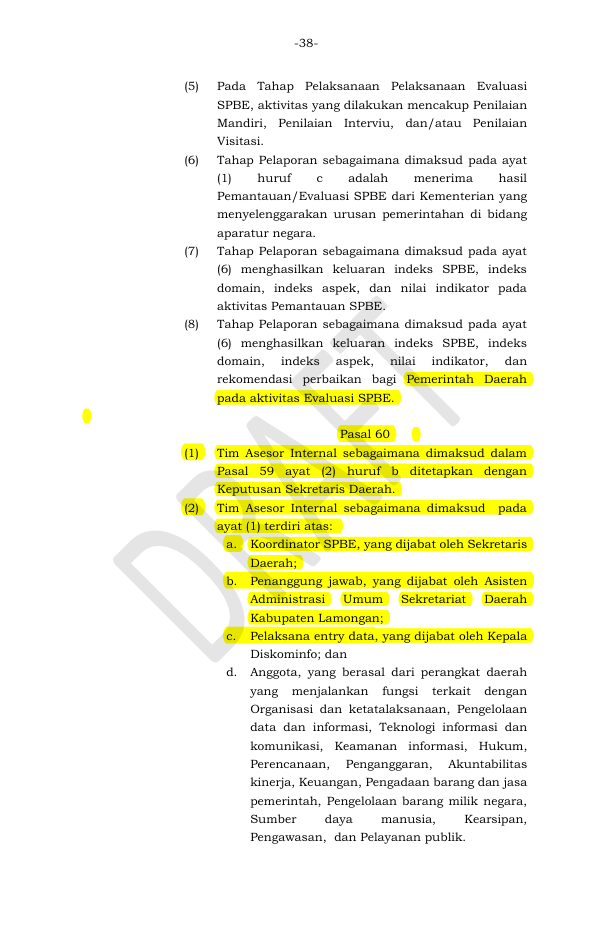 -38-
(5) Pada Tahap Pelaksanaan Pelaksanaan Evaluasi
SPBE, aktivitas yang dilakukan mencakup Penilaian
Mandiri, Penilaian Interviu, dan/atau Penilaian
Visitasi.
(6) Tahap Pelaporan sebagaimana dimaksud pada ayat
(1) huruf c adalah menerima hasil
Pemantauan/Evaluasi SPBE dari Kementerian yang
menyelenggarakan urusan pemerintahan di bidang
aparatur negara.
(7) Tahap Pelaporan sebagaimana dimaksud pada ayat
(6) menghasilkan keluaran indeks SPBE, indeks
domain, indeks aspek, dan nilai indikator pada
aktivitas Pemantauan SPBE.
(8) Tahap Pelaporan sebagaimana dimaksud pada ayat
(6) menghasilkan keluaran indeks SPBE, indeks
domain, indeks aspek, nilai indikator, dan
rekomendasi perbaikan bagi Pemerintah Daerah
pada aktivitas Evaluasi SPBE.
Pasal 60
(1) Tim Asesor Internal sebagaimana dimaksud dalam
Pasal 59 ayat (2) huruf b ditetapkan dengan
Keputusan Sekretaris Daerah.
(2) Tim Asesor Internal sebagaimana dimaksud pada
ayat (1) terdiri atas:
a. Koordinator SPBE, yang dijabat oleh Sekretaris
Daerah;
b. Penanggung jawab, yang dijabat oleh Asisten
Administrasi Umum Sekretariat Daerah
Kabupaten Lamongan;
c. Pelaksana entry data, yang dijabat oleh Kepala
Diskominfo; dan
d. Anggota, yang berasal dari perangkat daerah
yang menjalankan fungsi terkait dengan
Organisasi dan ketatalaksanaan, Pengelolaan
data dan informasi, Teknologi informasi dan
komunikasi, Keamanan informasi, Hukum,
Perencanaan, Penganggaran, Akuntabilitas
kinerja, Keuangan, Pengadaan barang dan jasa
pemerintah, Pengelolaan barang milik negara,
Sumber daya manusia, Kearsipan,
Pengawasan, dan Pelayanan publik.
DRAFT